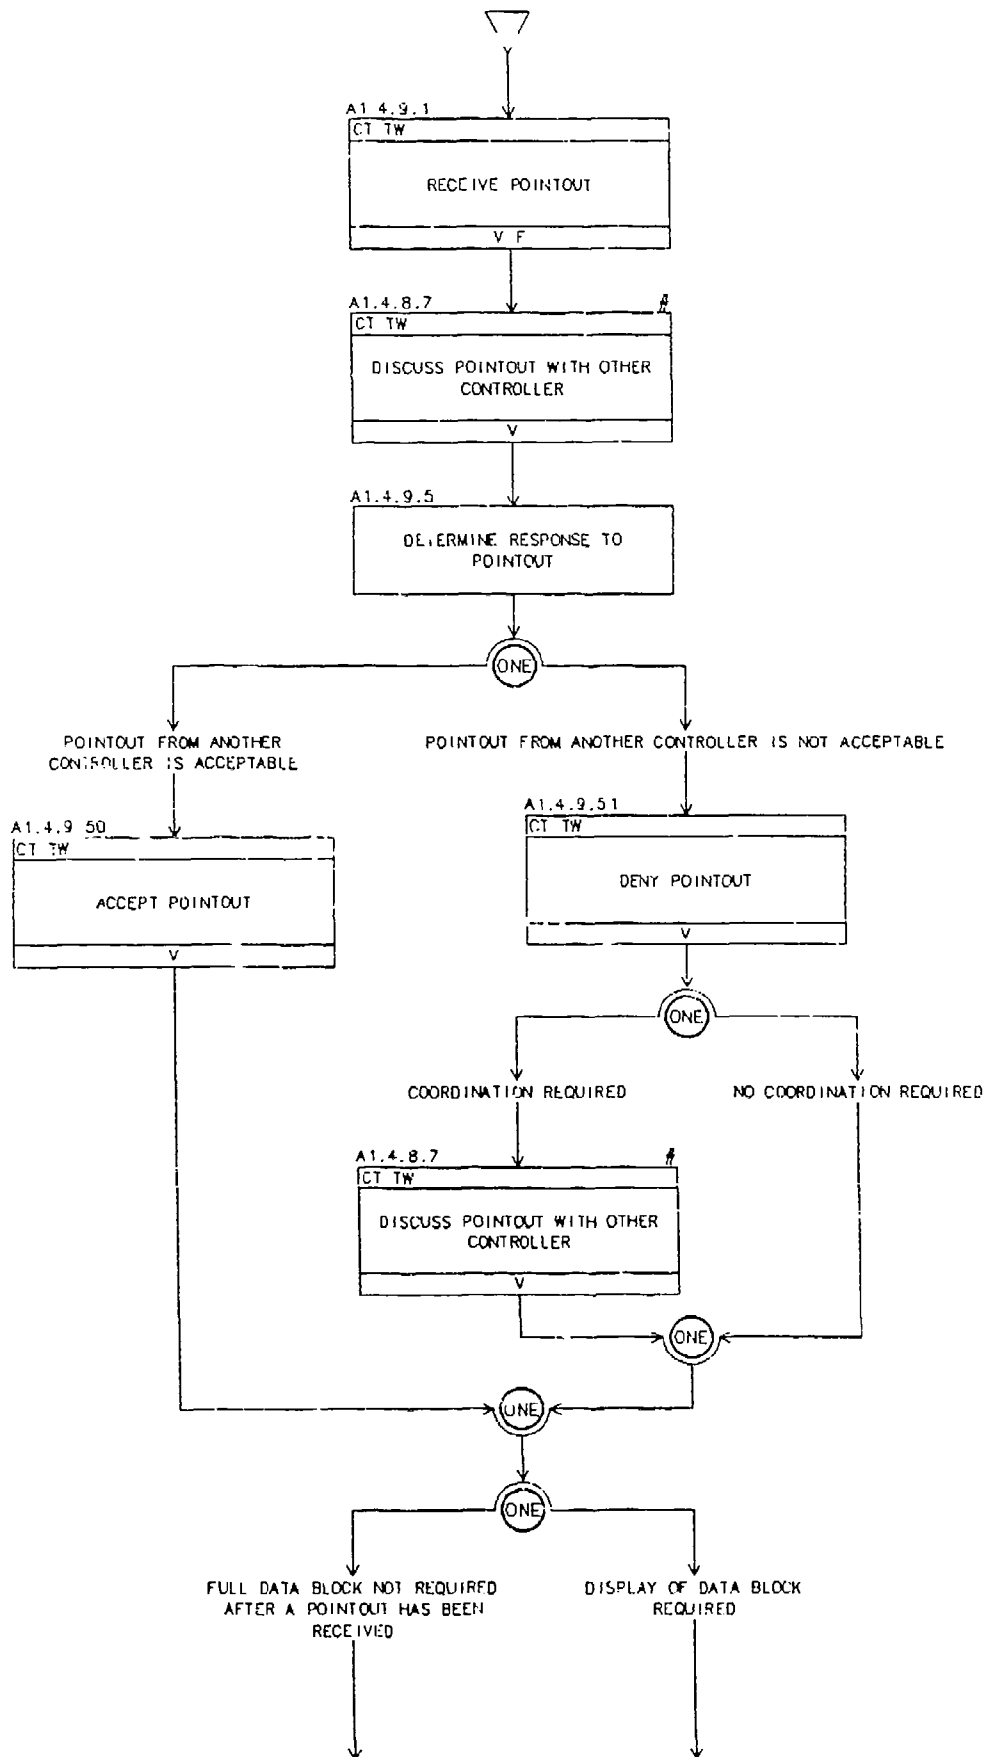 A1.4.9.1
CT TW
RECEIVE POINTOUT
V F
A1.4.8.7
CT TW
DISCUSS POINTOUT WITH OTHER
CONTROLLER
V
A1.4.9.5
DETERMINE RESPONSE TO
POINTOUT
ONE
POINTOUT FROM ANOTHER
CONTROLLER IS ACCEPTABLE
POINTOUT FROM ANOTHER CONTROLLER IS NOT ACCEPTABLE
A1.4.9 50
CT TW
ACCEPT POINTOUT
V
A1.4.9.51
CT TW
DENY POINTOUT
V
ONE
COORDINATION REQUIRED
NO COORDINATION REQUIRED
A1.4.8.7
CT TW
DISCUSS POINTOUT WITH OTHER
CONTROLLER
V
ONE
ONE
ONE
FULL DATA BLOCK NOT REQUIRED
AFTER A POINTOUT HAS BEEN
RECEIVED
DISPLAY OF DATA BLOCK
REQUIRED